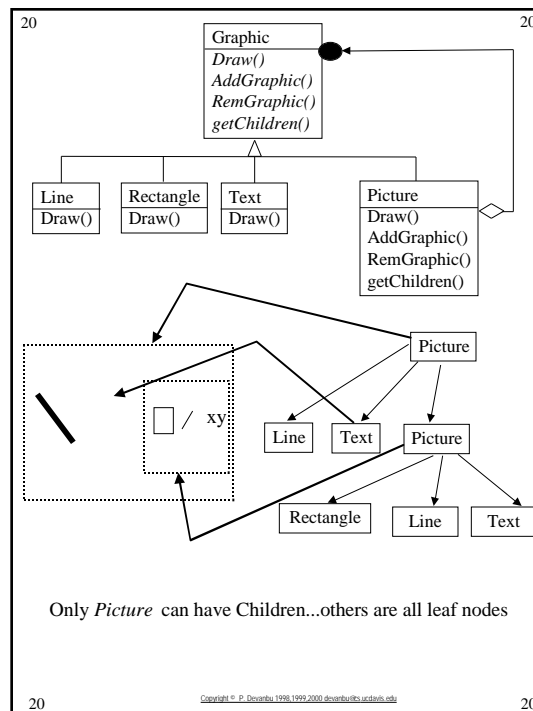 20
20
Graphic
Draw()
AddGraphic()
RemGraphic()
getChildren()
Line
Draw()
Rectangle
Draw()
Text
Draw()
Picture
Draw()
AddGraphic()
RemGraphic()
getChildren()
Picture
xy
Line
Text
Picture
Rectangle
Line
Text
Only Picture can have Children...others are all leaf nodes
Copyright © P. Devanbu 1998,1999,2000 devanbu@cs.ucdavis.edu
20
20